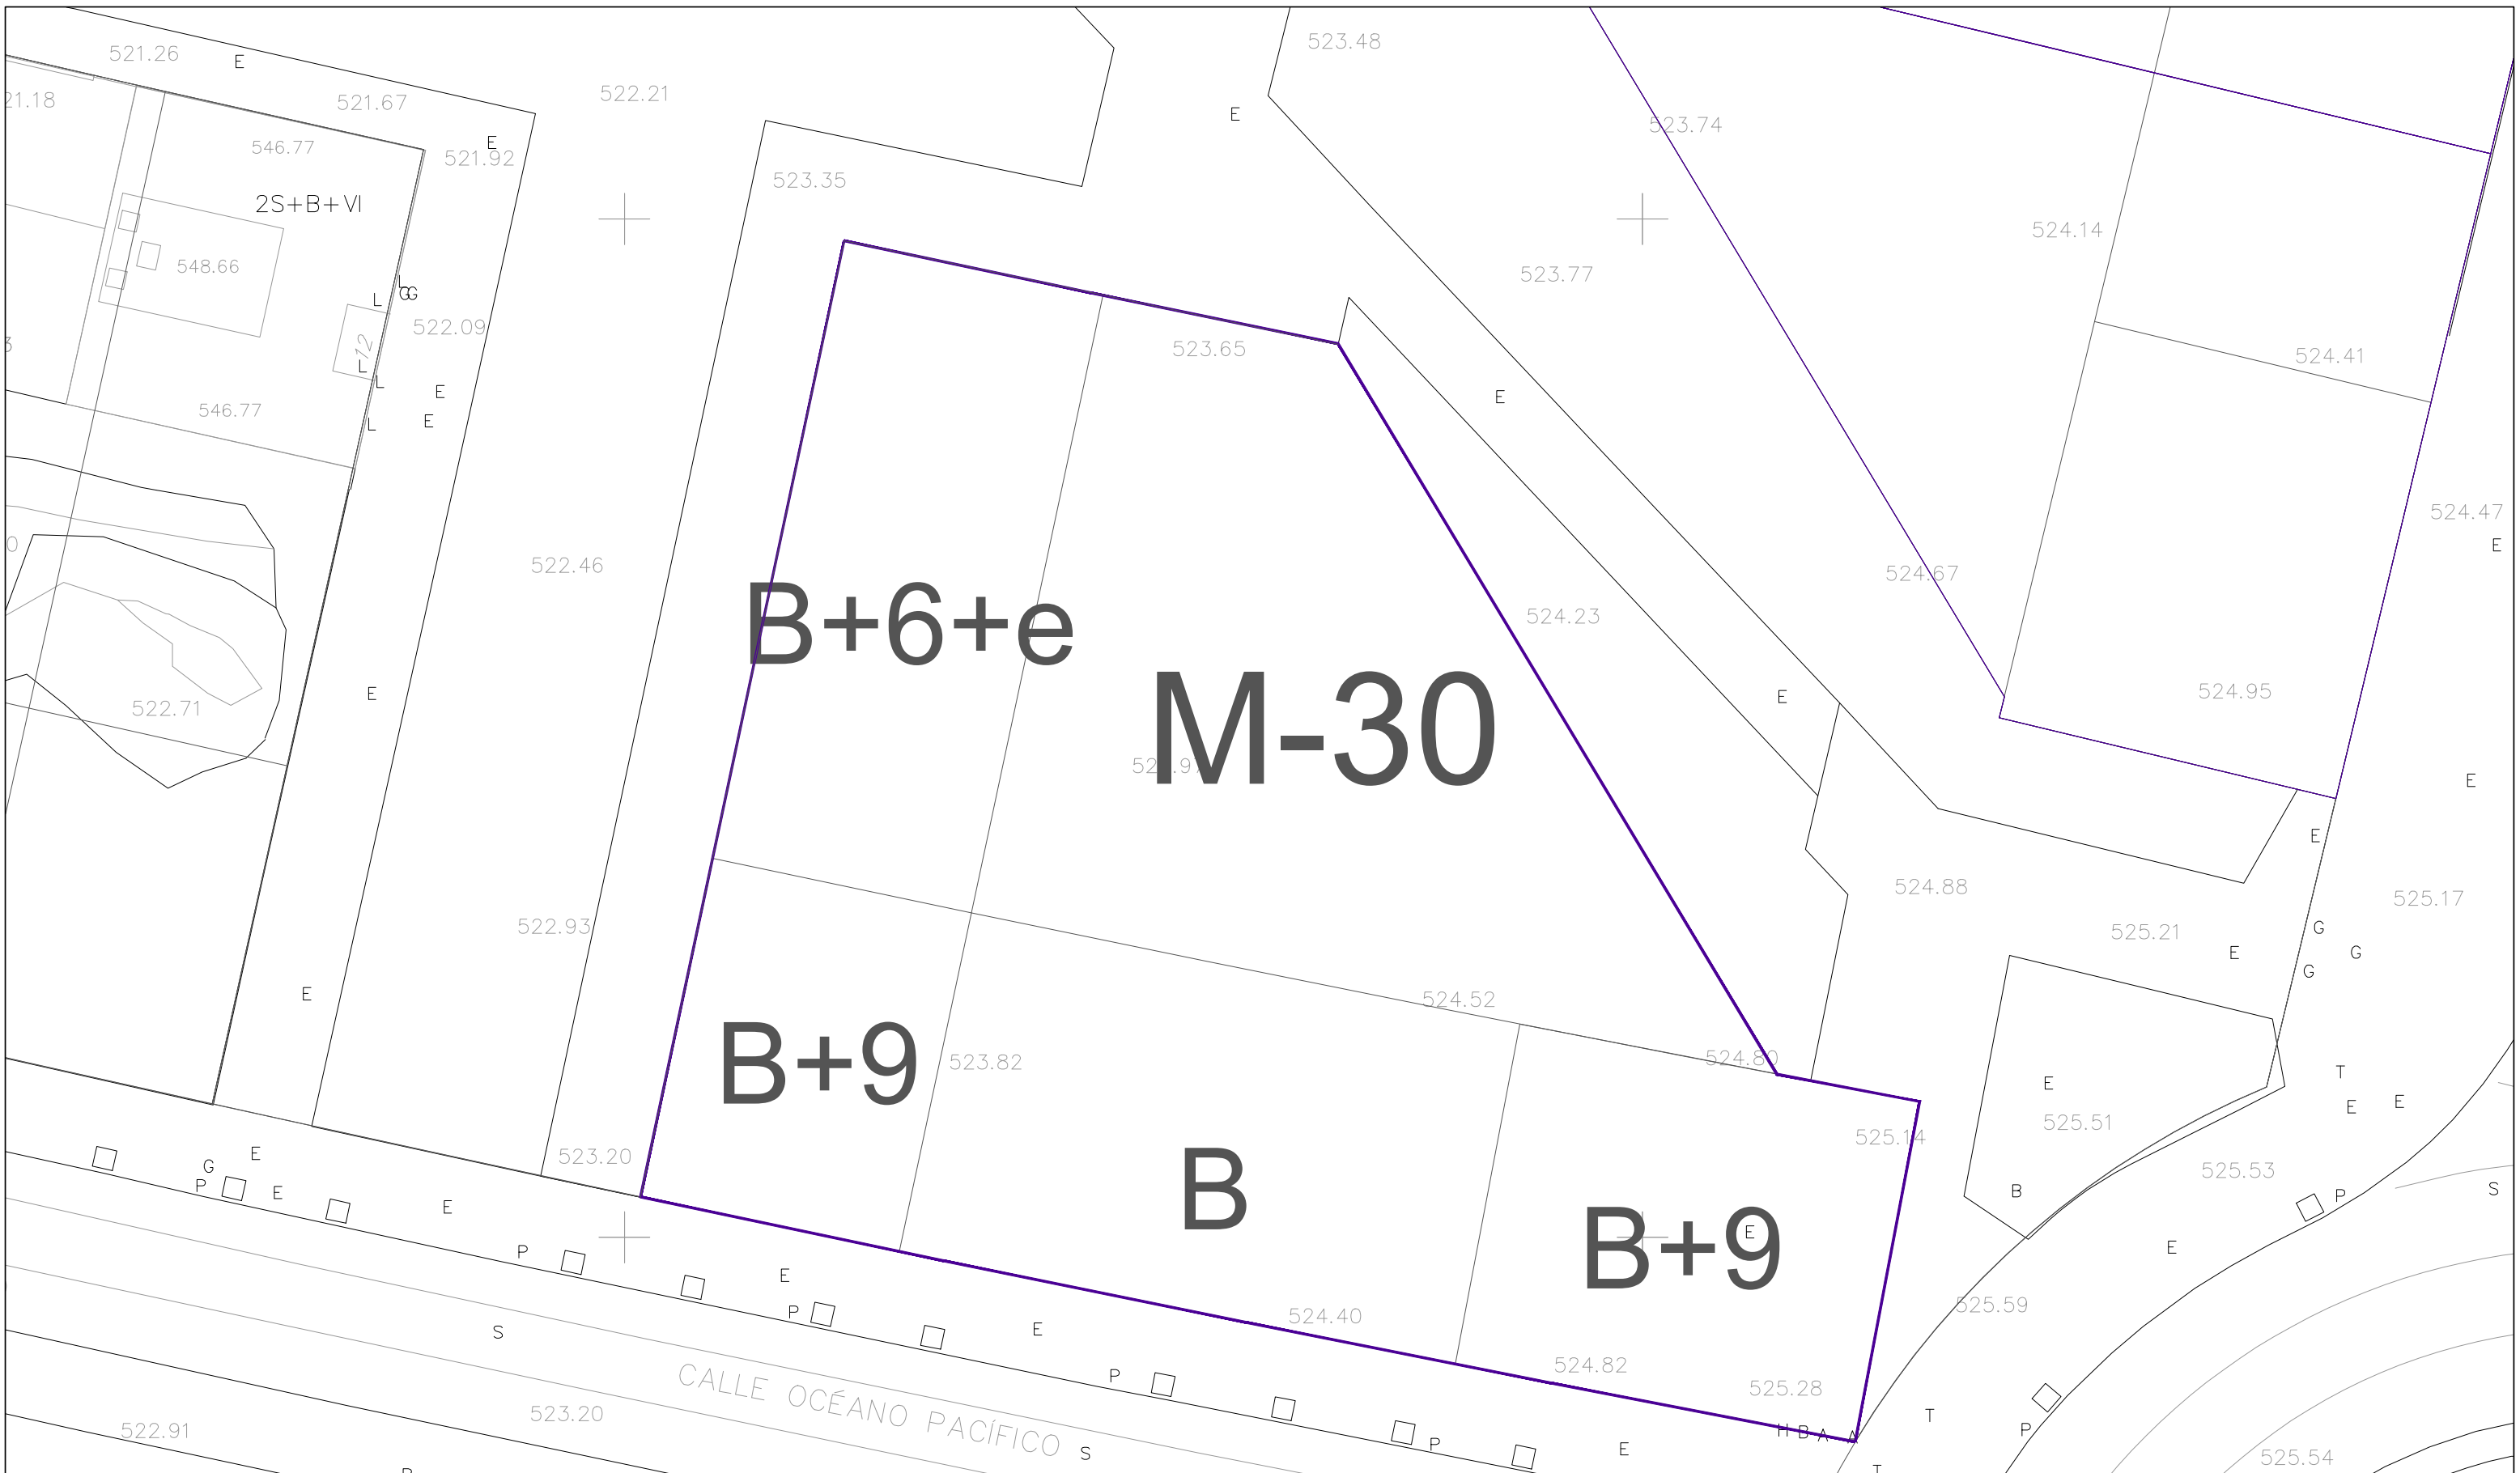 523.48
521.26
E
522.21
21.18
521.67
E
523.74
E
546.77
521.92
523.35
2S+B+VI
524.14
548.66
523.77
L
L
GG
522.09
12
523.65
524.41
L
L
E
E
546.77
L
E
524.47
E
522.46
524.67
B+6+e
524.23
E
E
524.95
M-30
522.71
E
E
524.88
525.17
522.93
G
525.21
E
G
G
E
524.52
B+9
523.82
524.80
T
E
525.51
E
E
525.14
523.20
E
G
P
E
B
525.53
P
S
E
B
B+9
E
P
E
E
P
524.40
525.59
S
E
524.82
CALLE OCÉANO PACÍFICO
P
525.28
523.20
522.91
H B A A
T
P
P
E
S
525.54